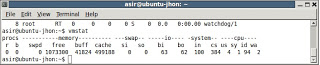 asir@ubuntu-jhon: ~
File Edit View Terminal Help
8 root RT 0 0 0 0 S 0 0.0 0:00.00 watchdog/1
asir@ubuntu-jhon:~$ vmstat
procs -----------memory---------- ---swap-- -----io---- -system-- ----cpu----
r b swpd free buff cache si so bi bo in cs us sy id wa
0 0 0 1073300 41824 499188 0 0 63 62 100 384 4 1 94 2
asir@ubuntu-jhon:~$